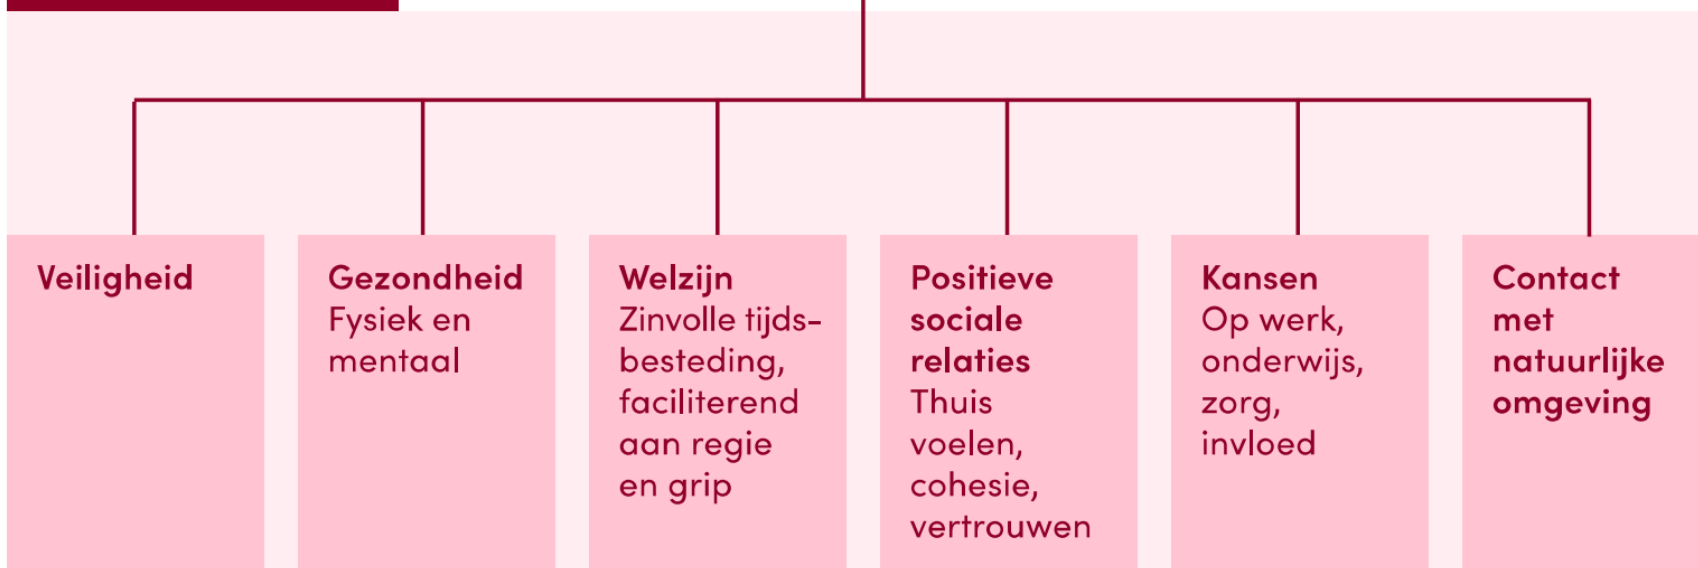 Veiligheid
Gezondheid
Fysiek en
mentaal
Welzijn
Zinvolle tijds-
besteding,
faciliterend
aan regie
en grip
Positieve
sociale
relaties
Thuis
voelen,
cohesie,
vertrouwen
Kansen
Op werk,
onderwijs,
zorg,
invloed
Contact
met
natuurlijke
omgeving